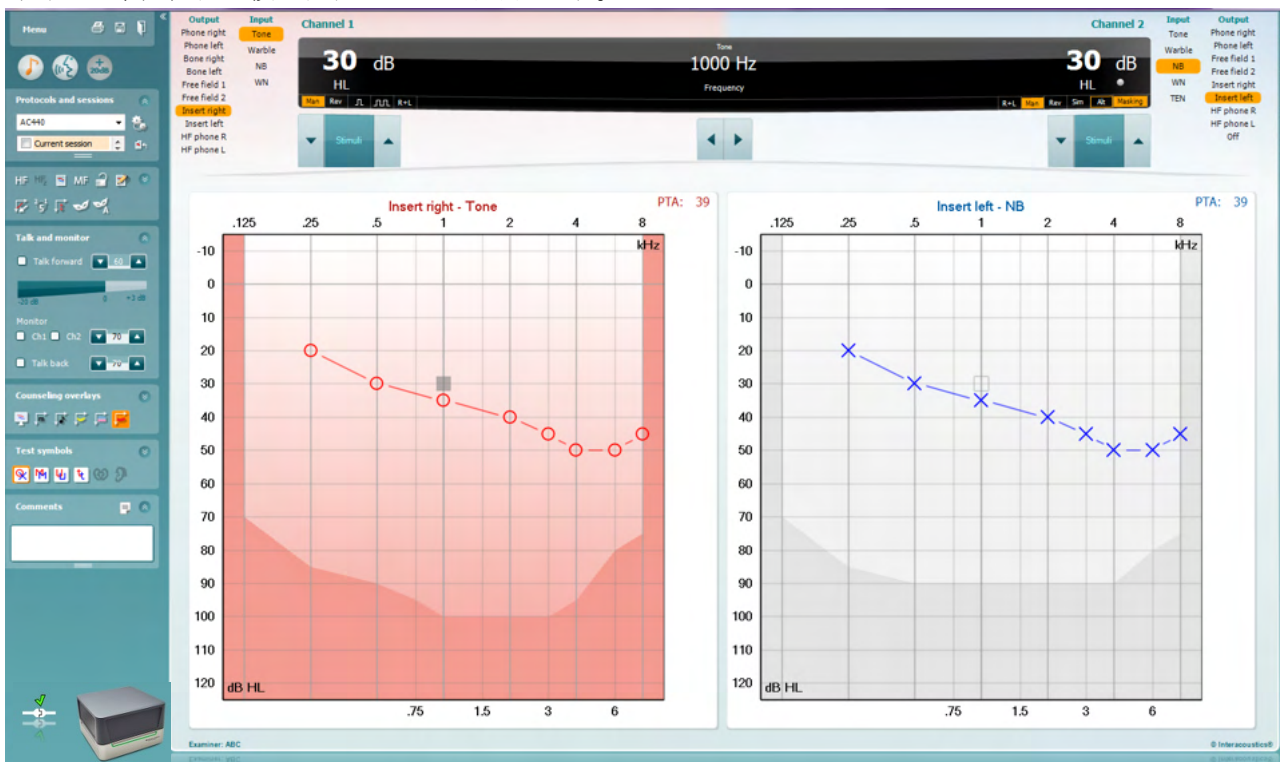 Menu
Protocols and sessions
AC440
Current session
HF
MF
Talk and monitor
Talk forward 60
-20 dB 0 +3 dB
Monitor
Ch1 Ch2 70
Talk back 70
Counseling overlays
Test symbols
Comments
Output
Phone right
Phone left
Bone right
Bone left
Free field 1
Free field 2
Insert right
Insert left
HF phone R
HF phone L
Input
Tone
Warble
NB
WN
Channel 1
30 dB
HL
Man Rev R+L
Tone
1000 Hz
Frequency
Channel 2
30 dB
HL
R+L Man Rev Sim Alt Masking
Input
Tone
Warble
NB
WN
TEN
Output
Phone right
Phone left
Free field 1
Free field 2
Insert right
Insert left
HF phone R
HF phone L
Off
Stimuli
Stimuli
Insert right - Tone
PTA: 39
.125 .25 .5 1 2 4 8
kHz
-10
0
10
20
30
40
50
60
70
80
90
100
110
120
dB HL
.75 1.5 3 6
Insert left - NB
PTA: 39
.125 .25 .5 1 2 4 8
kHz
-10
0
10
20
30
40
50
60
70
80
90
100
110
120
dB HL
.75 1.5 3 6
Examiner: ABC
© Interacoustics®